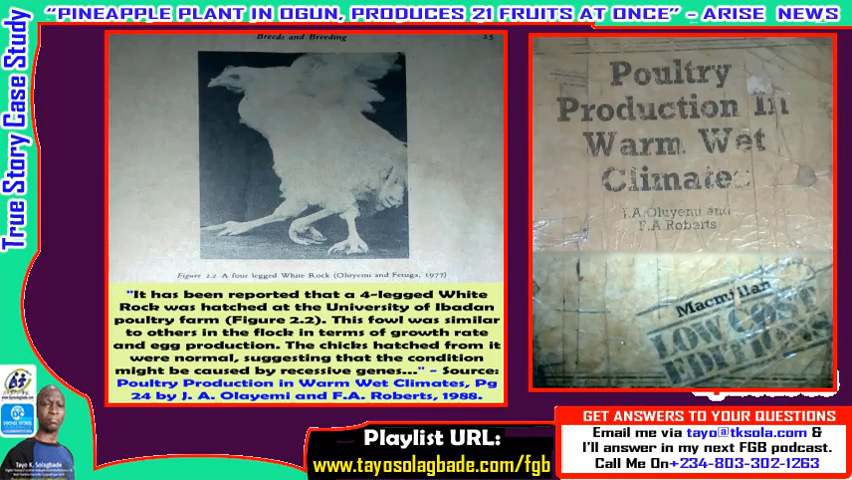 “PINEAPPLE PLANT IN OGUN, PRODUCES 21 FRUITS AT ONCE” – ARISE NEWS
True Story Case Study
Breeds and Breeding 25
Figure 2.2 A four legged White Rock (Oluyemi and Fetuga, 1977)
"It has been reported that a 4-legged White
Rock was hatched at the University of Ibadan
poultry farm (Figure 2.2). This fowl was similar
to others in the flock in terms of growth rate
and egg production. The chicks hatched from it
were normal, suggesting that the condition
might be caused by recessive genes..." - Source:
Poultry Production in Warm Wet Climates, Pg
24 by J. A. Olayemi and F.A. Roberts, 1988.
Poultry
Production In
Warm Wet
Climates
J.A. Oluyemi and
F.A Roberts
Macmillan
LOW COST
EDITIONS
Tayo K. Solagbade
Playlist URL:
www.tayosolagbade.com/fgb
GET ANSWERS TO YOUR QUESTIONS
Email me via tayo@tksola.com &
I'll answer in my next FGB podcast.
Call Me On+234-803-302-1263